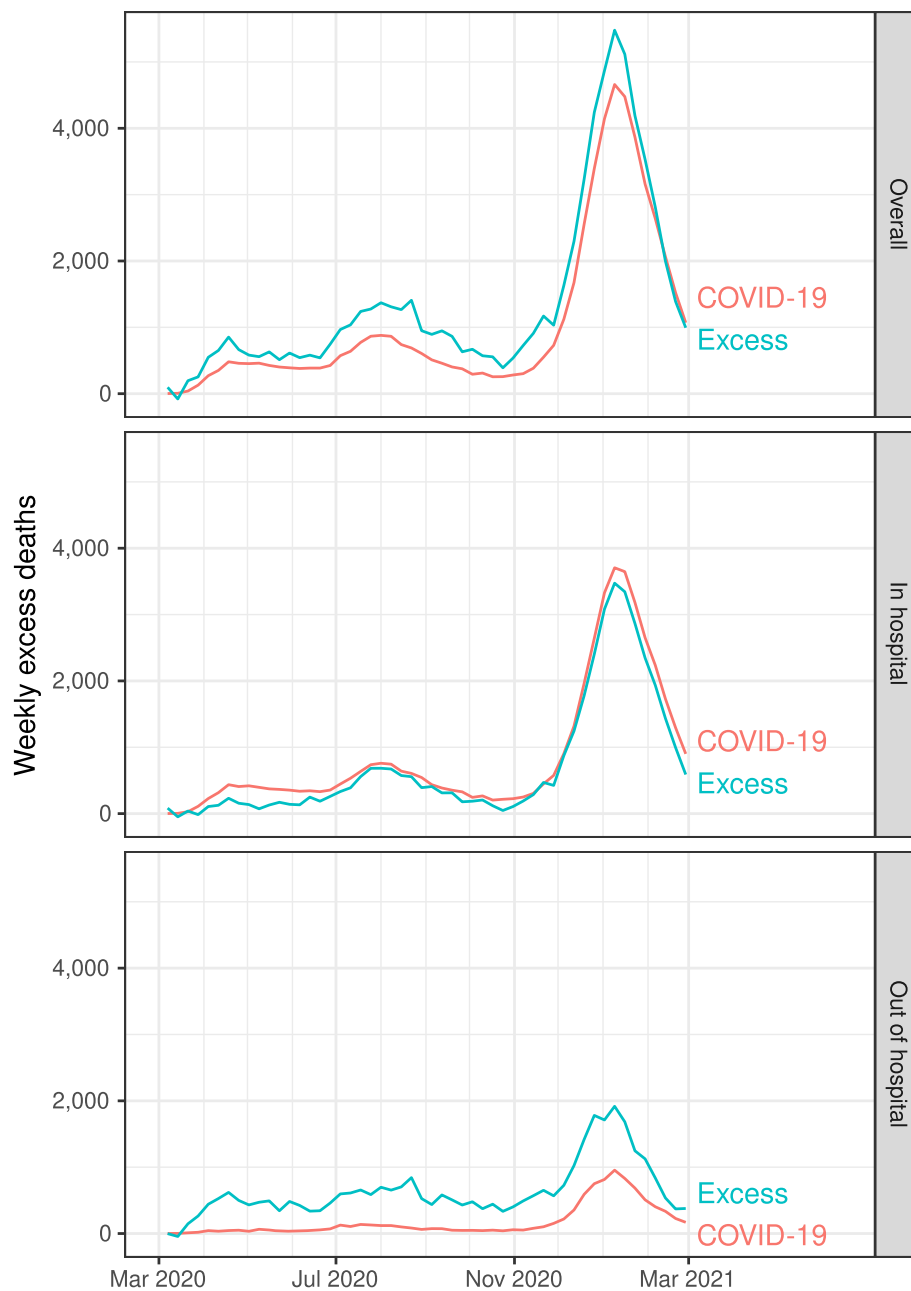 Weekly excess deaths
4,000
2,000
0
COVID-19
Excess
Overall
4,000
2,000
0
COVID-19
Excess
In hospital
4,000
2,000
0
Excess
COVID-19
Out of hospital
Mar 2020 Jul 2020 Nov 2020 Mar 2021